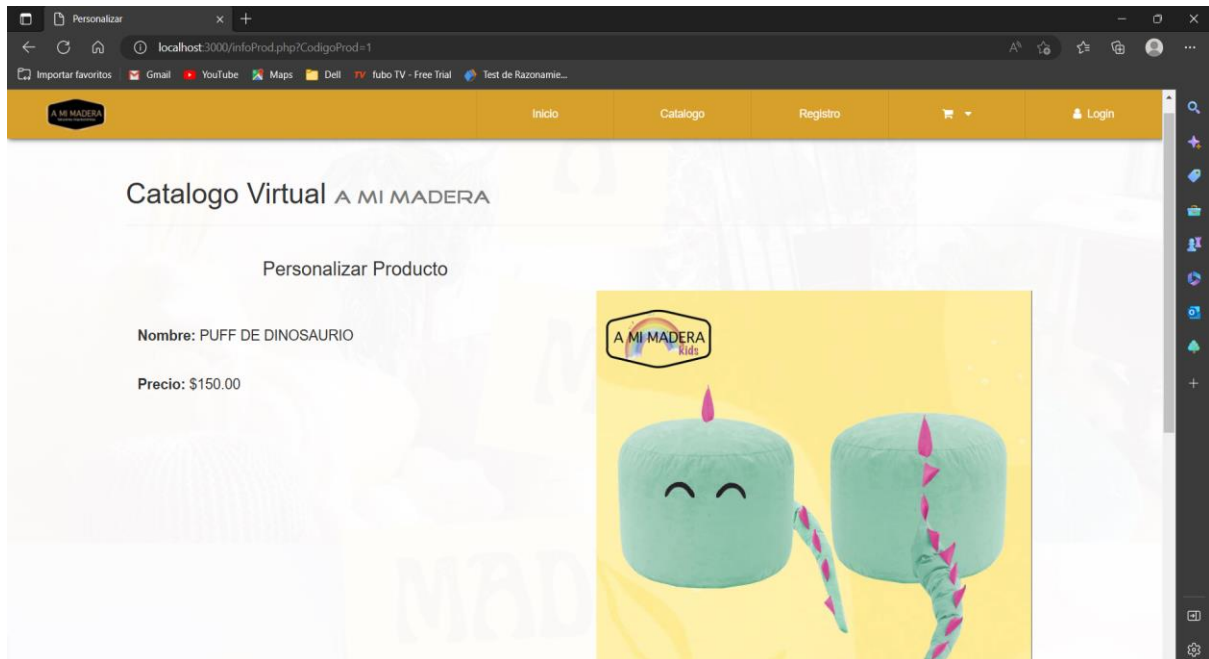 Personalizar
localhost:3000/infoProd.php?CodigoProd=1
Importar favoritos Gmail YouTube Maps Dell fubo TV - Free Trial Test de Razonamie...
A MI MADERA
Inicio Catalogo Registro Login
Catalogo Virtual A MI MADERA
Personalizar Producto
Nombre: PUFF DE DINOSAURIO
Precio: $150.00
A MI MADERA
kids
MAD